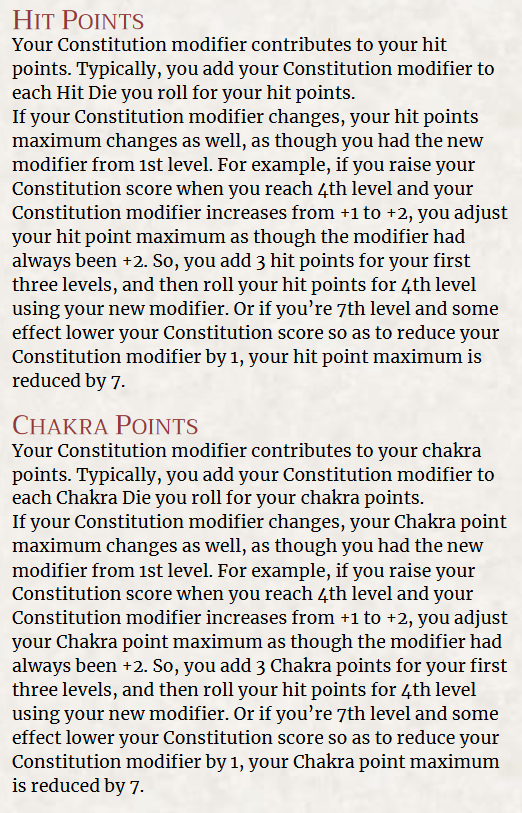 Hit Points
Your Constitution modifier contributes to your hit
points. Typically, you add your Constitution modifier to
each Hit Die you roll for your hit points.
If your Constitution modifier changes, your hit points
maximum changes as well, as though you had the new
modifier from 1st level. For example, if you raise your
Constitution score when you reach 4th level and your
Constitution modifier increases from +1 to +2, you adjust
your hit point maximum as though the modifier had
always been +2. So, you add 3 hit points for your first
three levels, and then roll your hit points for 4th level
using your new modifier. Or if you’re 7th level and some
effect lower your Constitution score so as to reduce your
Constitution modifier by 1, your hit point maximum is
reduced by 7.
Chakra Points
Your Constitution modifier contributes to your chakra
points. Typically, you add your Constitution modifier to
each Chakra Die you roll for your chakra points.
If your Constitution modifier changes, your Chakra point
maximum changes as well, as though you had the new
modifier from 1st level. For example, if you raise your
Constitution score when you reach 4th level and your
Constitution modifier increases from +1 to +2, you adjust
your Chakra point maximum as though the modifier had
always been +2. So, you add 3 Chakra points for your first
three levels, and then roll your hit points for 4th level
using your new modifier. Or if you’re 7th level and some
effect lower your Constitution score so as to reduce your
Constitution modifier by 1, your Chakra point maximum
is reduced by 7.